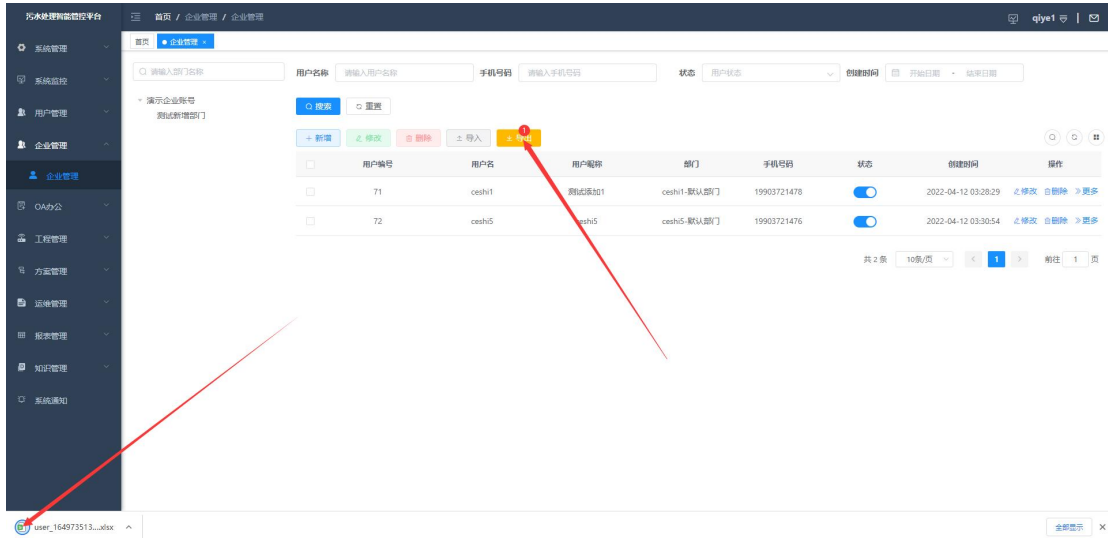 污水处理智能管控平台
首页 / 企业管理 / 企业管理
qiye1
系统管理
首页
企业管理 ×
请输入部门名称
用户名称 请输入用户名称
手机号码 请输入手机号码
状态 用户状态
创建时间 开始日期 - 结束日期
系统监控
演示企业账号
测试新增部门
搜索
重置
用户管理
企业管理
+ 新增
修改
删除
导入
1
用户编号 用户名 用户昵称 部门 手机号码 状态 创建时间 操作
企业管理
71 ceshi1 测试添加1 ceshi1-默认部门 19903721478 2022-04-12 03:28:29 修改 删除 更多
OA办公
72 ceshi5 ceshi5 ceshi5-默认部门 19903721476 2022-04-12 03:30:54 修改 删除 更多
工程管理
共 2 条 10条/页 < 1 > 前往 1 页
方案管理
运维管理
报表管理
知识管理
系统通知
user_164973513....xlsx
全部显示 ×